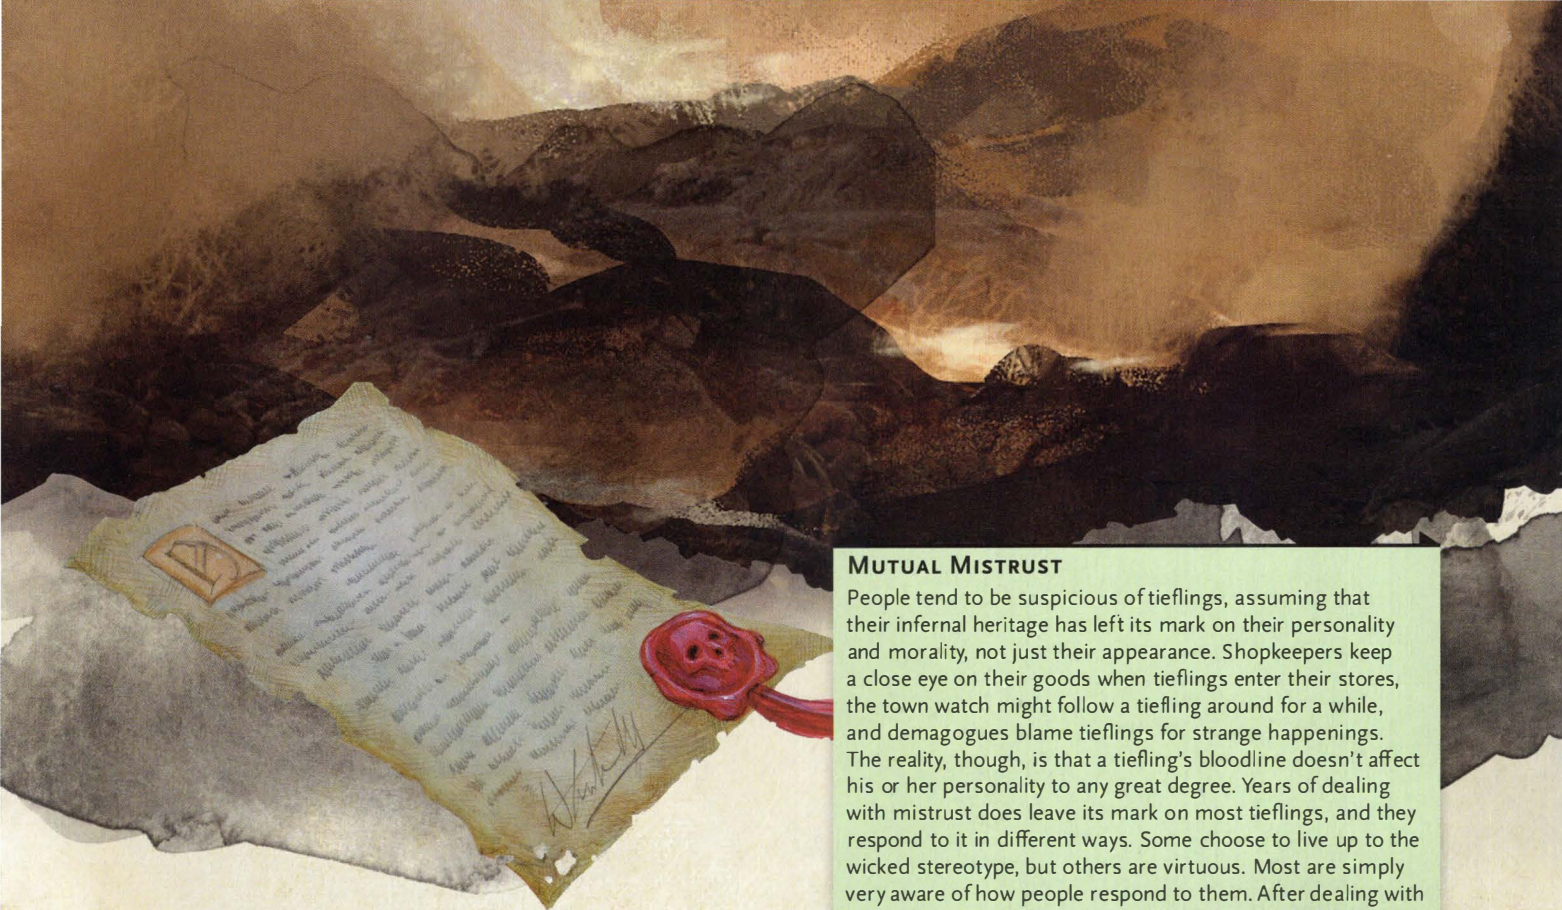 MUTUAL MISTRUST
People tend to be suspicious of tieflings, assuming that
their infernal heritage has left its mark on their personality
and morality, not just their appearance. Shopkeepers keep
a close eye on their goods when tieflings enter their stores,
the town watch might follow a tiefling around for a while,
and demagogues blame tieflings for strange happenings.
The reality, though, is that a tiefling's bloodline doesn't affect
his or her personality to any great degree. Years of dealing
with mistrust does leave its mark on most tieflings, and they
respond to it in different ways. Some choose to live up to the
wicked stereotype, but others are virtuous. Most are simply
very aware of how people respond to them. After dealing with